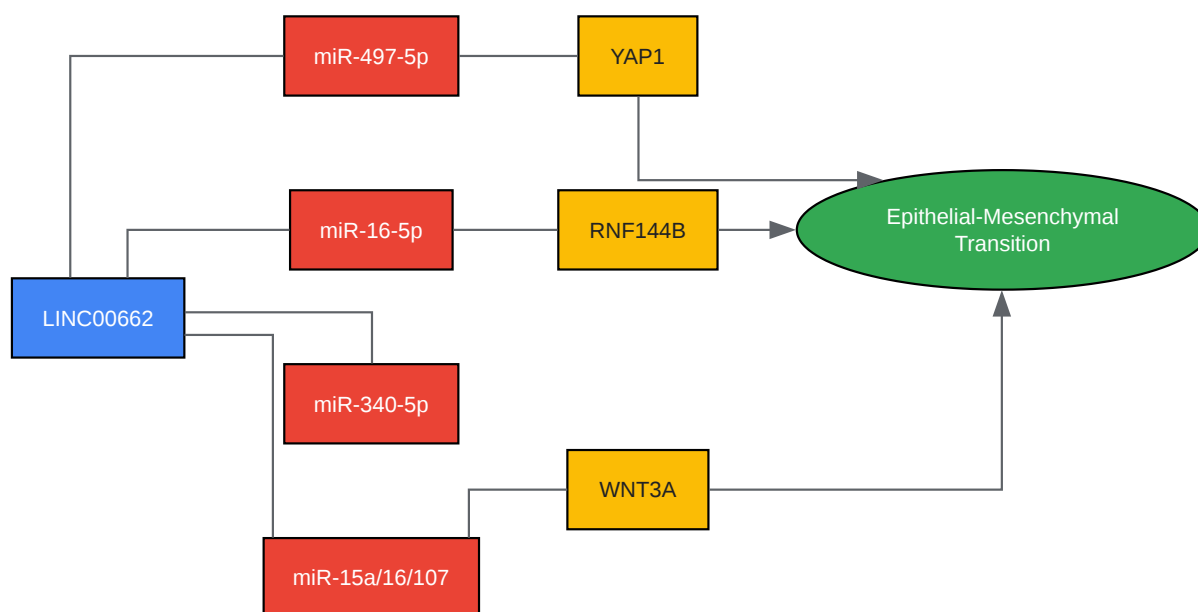 miR-497-5p
YAP1
miR-16-5p
RNF144B
Epithelial-Mesenchymal
Transition
LINC00662
miR-340-5p
WNT3A
miR-15a/16/107